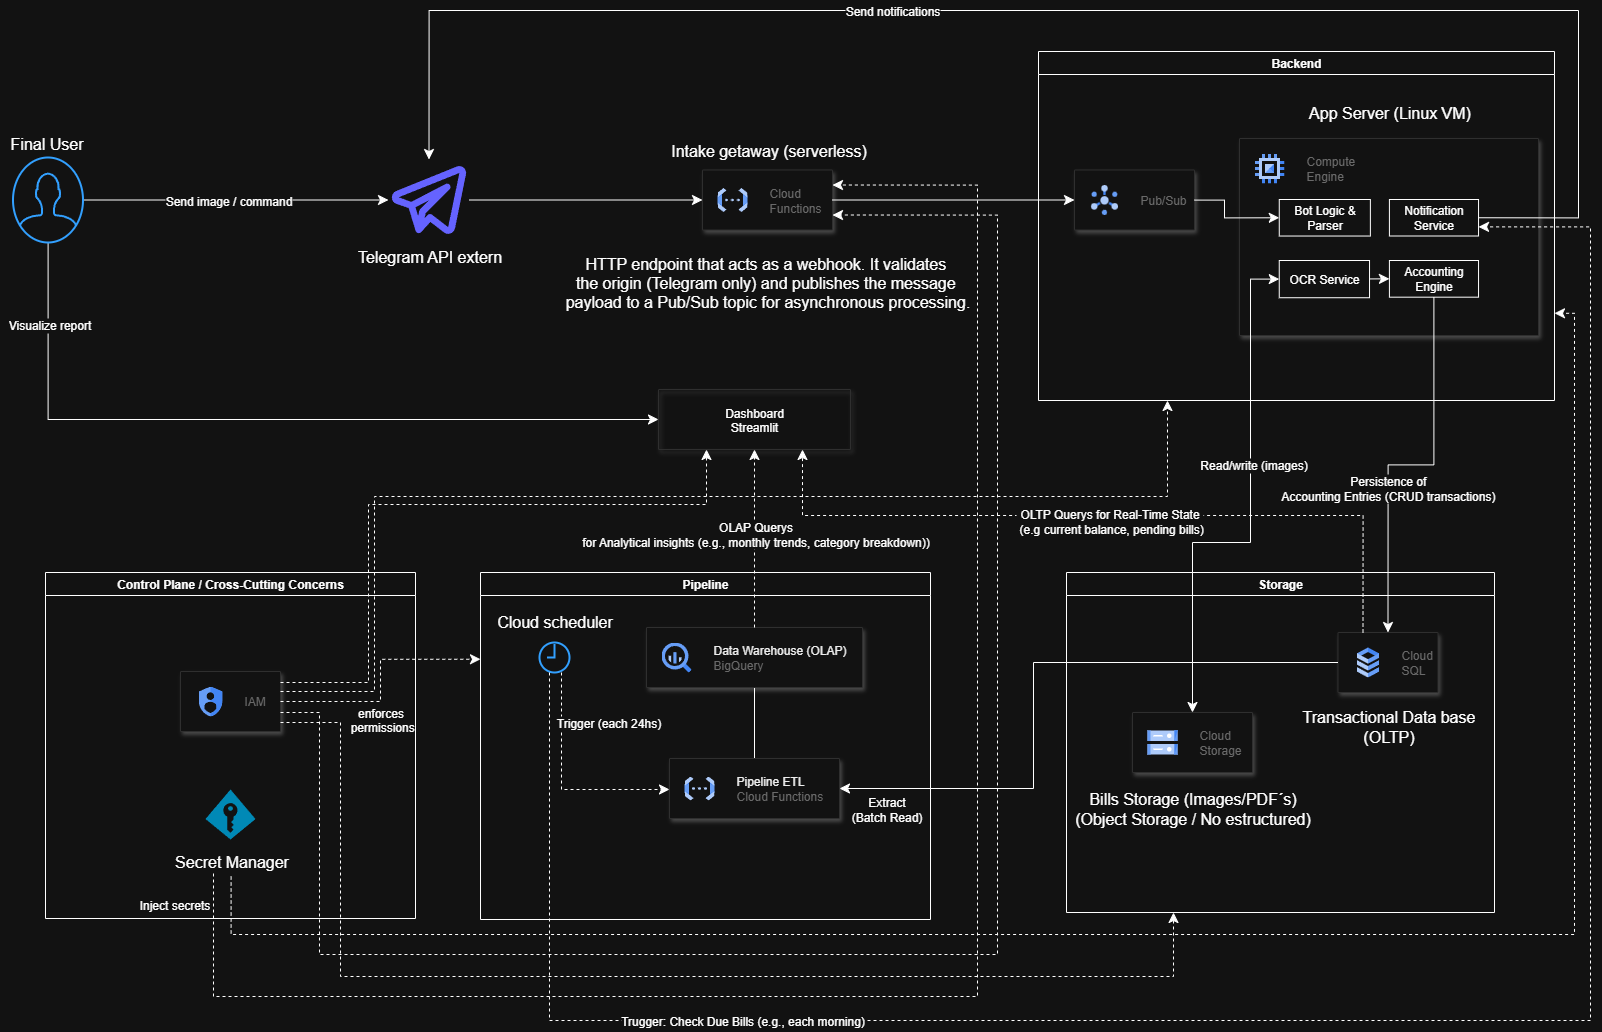 Send notifications
Backend
App Server (Linux VM)
Final User
Intake getaway (serverless)
Compute
Engine
Cloud
Functions
Pub/Sub
Send image / command
Bot Logic &
Parser
Notification
Service
Telegram API extern
HTTP endpoint that acts as a webhook. It validates
the origin (Telegram only) and publishes the message
payload to a Pub/Sub topic for asynchronous processing.
OCR Service
Accounting
Engine
Visualize report
Dashboard
Streamlit
Read/write (images)
Persistence of
Accounting Entries (CRUD transactions)
OLAP Querys
for Analytical insights (e.g., monthly trends, category breakdown))
OLTP Querys for Real-Time State
(e.g current balance, pending bills)
Control Plane / Cross-Cutting Concerns
Pipeline
Storage
Cloud scheduler
Data Warehouse (OLAP)
BigQuery
Cloud
SQL
IAM
enforces
permissions
Trigger (each 24hs)
Transactional Data base
(OLTP)
Cloud
Storage
Pipeline ETL
Cloud Functions
Extract
(Batch Read)
Bills Storage (Images/PDF´s)
(Object Storage / No estructured)
Secret Manager
Inject secrets
Trugger: Check Due Bills (e.g., each morning)